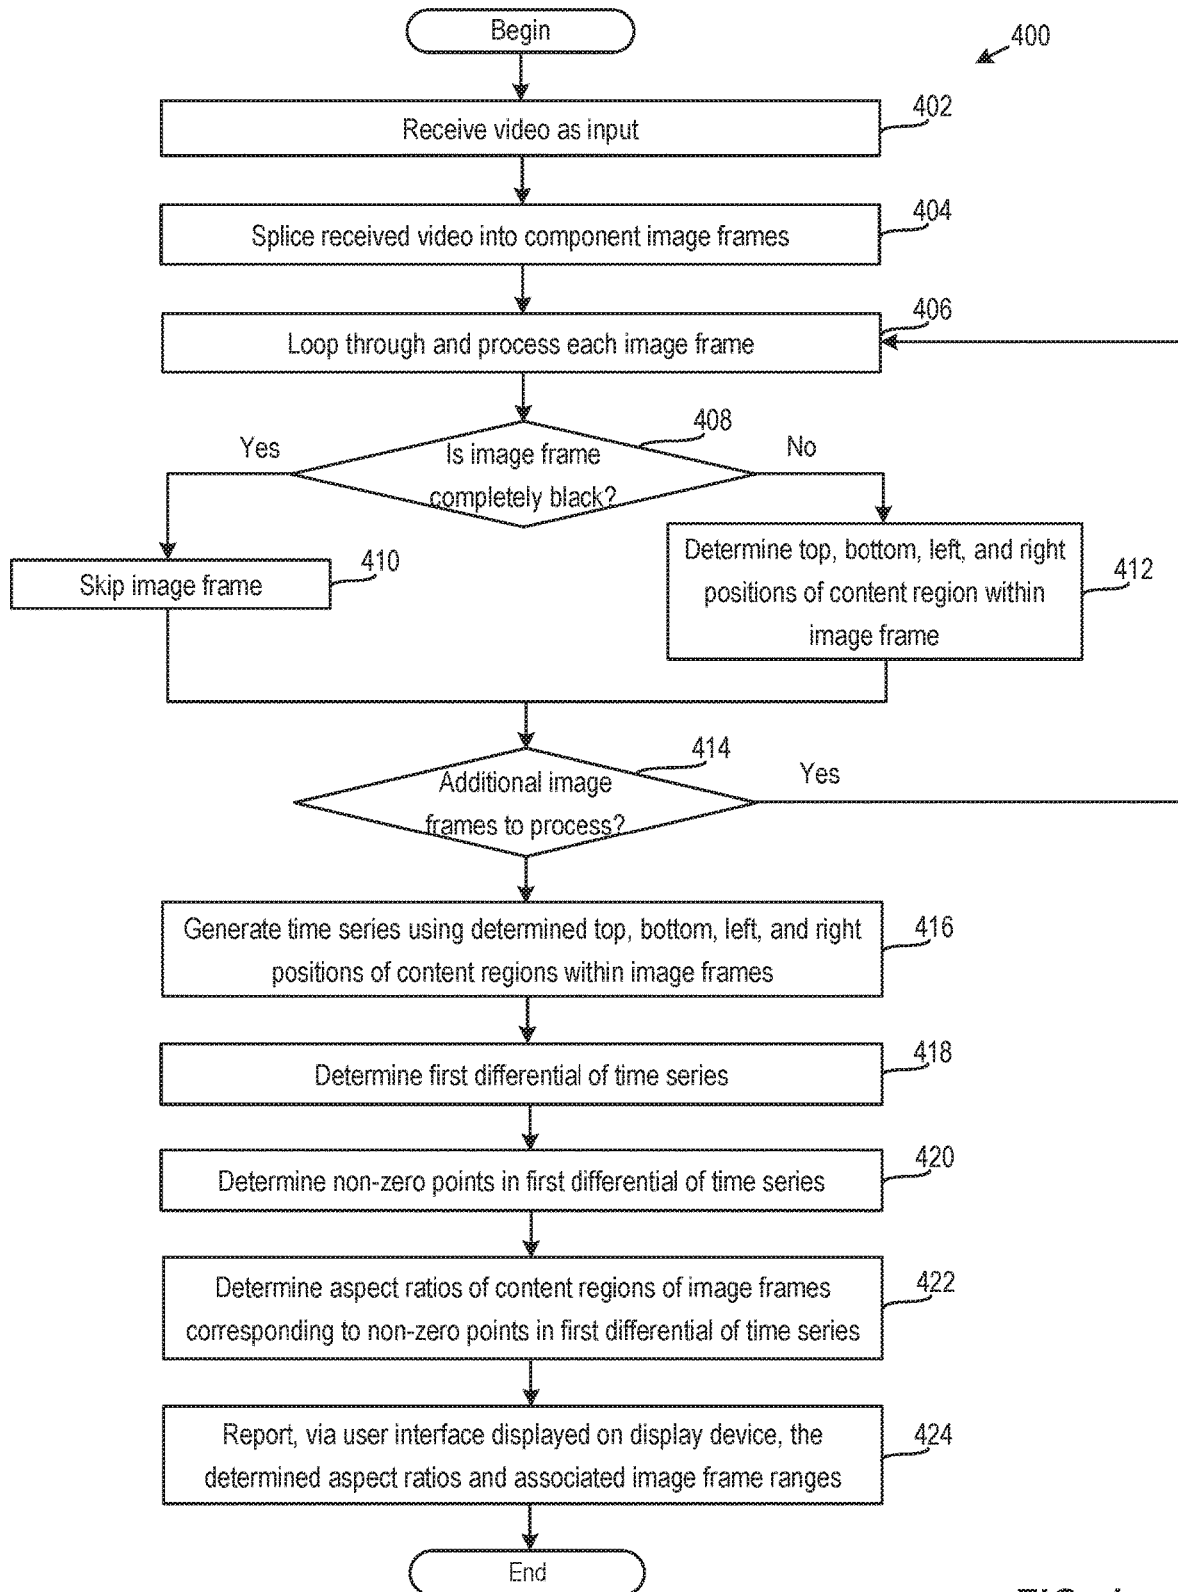 Begin
400
402
Receive video as input
404
Splice received video into component image frames
406
Loop through and process each image frame
408
Yes
No
Is image frame
completely black?
410
Skip image frame
412
Determine top, bottom, left, and right
positions of content region within
image frame
414
Yes
Additional image
frames to process?
416
Generate time series using determined top, bottom, left, and right
positions of content regions within image frames
418
Determine first differential of time series
420
Determine non-zero points in first differential of time series
422
Determine aspect ratios of content regions of image frames
corresponding to non-zero points in first differential of time series
424
Report, via user interface displayed on display device, the
determined aspect ratios and associated image frame ranges
End